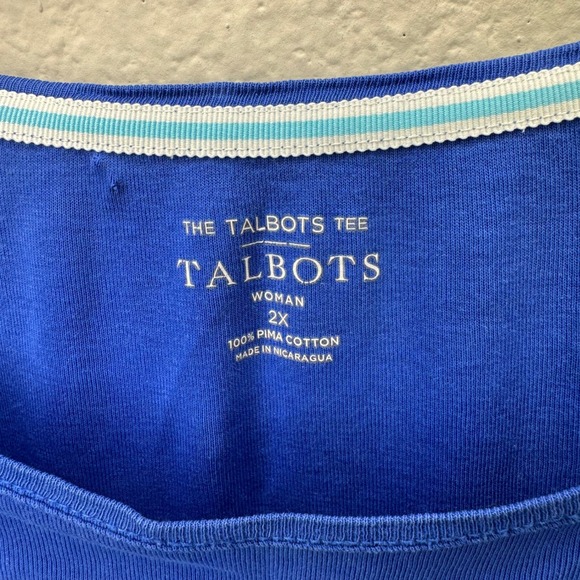 THE TALBOTS TEE
TALBOTS
WOMAN
2X
100% PIMA COTTON
MADE IN NICARAGUA